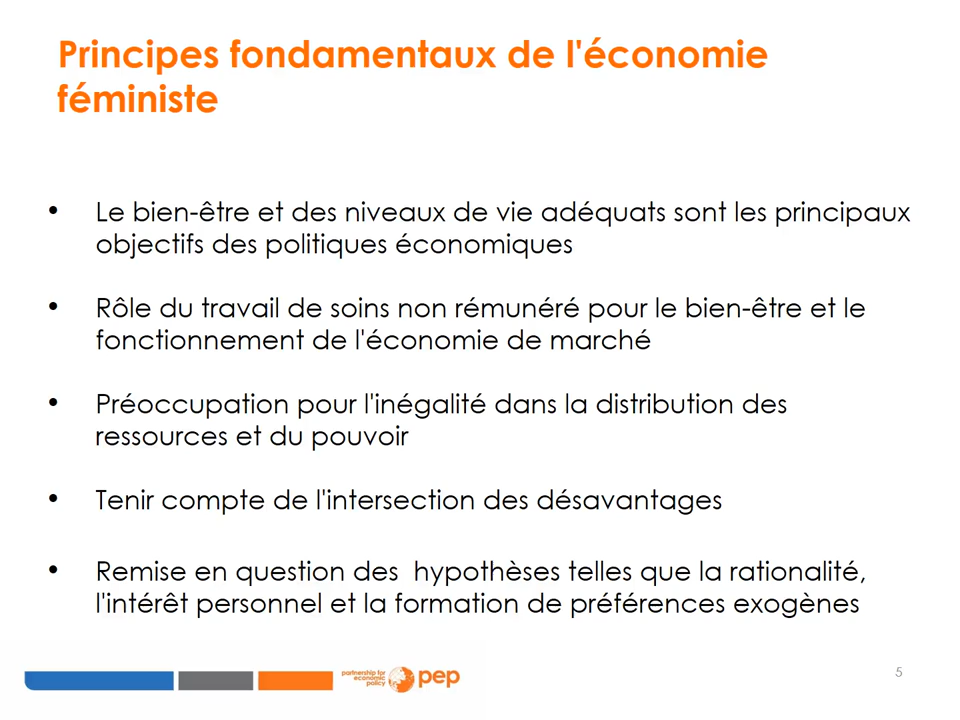 Principes fondamentaux de l'économie
féministe
• Le bien-être et des niveaux de vie adéquats sont les principaux
objectifs des politiques économiques
• Rôle du travail de soins non rémunéré pour le bien-être et le
fonctionnement de l'économie de marché
• Préoccupation pour l'inégalité dans la distribution des
ressources et du pouvoir
• Tenir compte de l'intersection des désavantages
• Remise en question des  hypothèses telles que la rationalité,
l'intérêt personnel et la formation de préférences exogènes
partnership for
economic
policy
pep
5